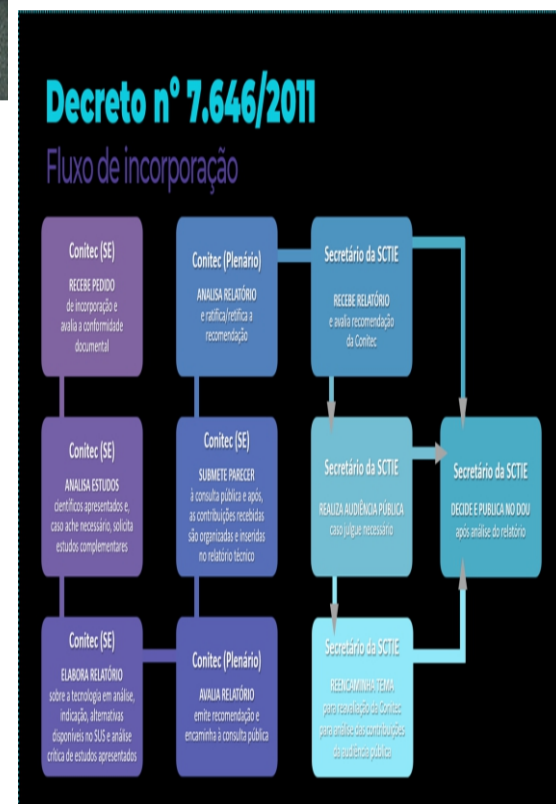 Decreto nº 7.646/2011
Fluxo de incorporação
Conitec (SE)
RECEBE PEDIDO
de incorporação e
avalia a conformidade
documental
Conitec (SE)
ANALISA ESTUDOS
científicos apresentados e,
caso ache necessário, solicita
estudos complementares
Conitec (SE)
ELABORA RELATÓRIO
sobre a tecnologia em análise,
indicação, alternativas
disponíveis no SUS e análise
crítica de estudos apresentados
Conitec (Plenário)
AVALIA RELATÓRIO
emite recomendação e
encaminha à consulta pública
Conitec (SE)
SUBMETE PARECER
à consulta pública e após,
as contribuições recebidas
são organizadas e inseridas
no relatório técnico
Conitec (Plenário)
ANALISA RELATÓRIO
e ratifica/retifica a
recomendação
Secretário da SCTIE
RECEBE RELATÓRIO
e avalia recomendação
da Conitec
Secretário da SCTIE
REALIZA AUDIÊNCIA PÚBLICA
caso julgue necessário
Secretário da SCTIE
REENCAMINHA TEMA
para reavaliação da Conitec
para análise das contribuições
da audiência pública
Secretário da SCTIE
DECIDE E PUBLICA NO DOU
após análise do relatório